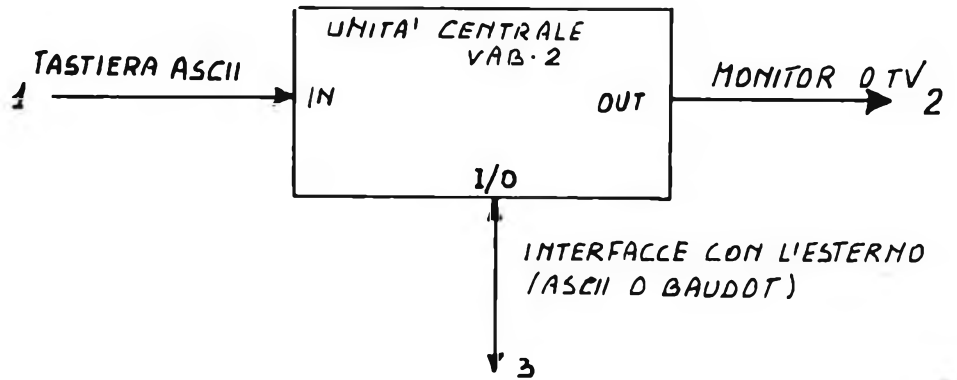 UNITA' CENTRALE
VAB·2
TASTIERA ASCII
MONITOR O TV
1
IN
OUT
2
I/O
INTERFACCE CON L'ESTERNO
(ASCII O BAUDOT)
3